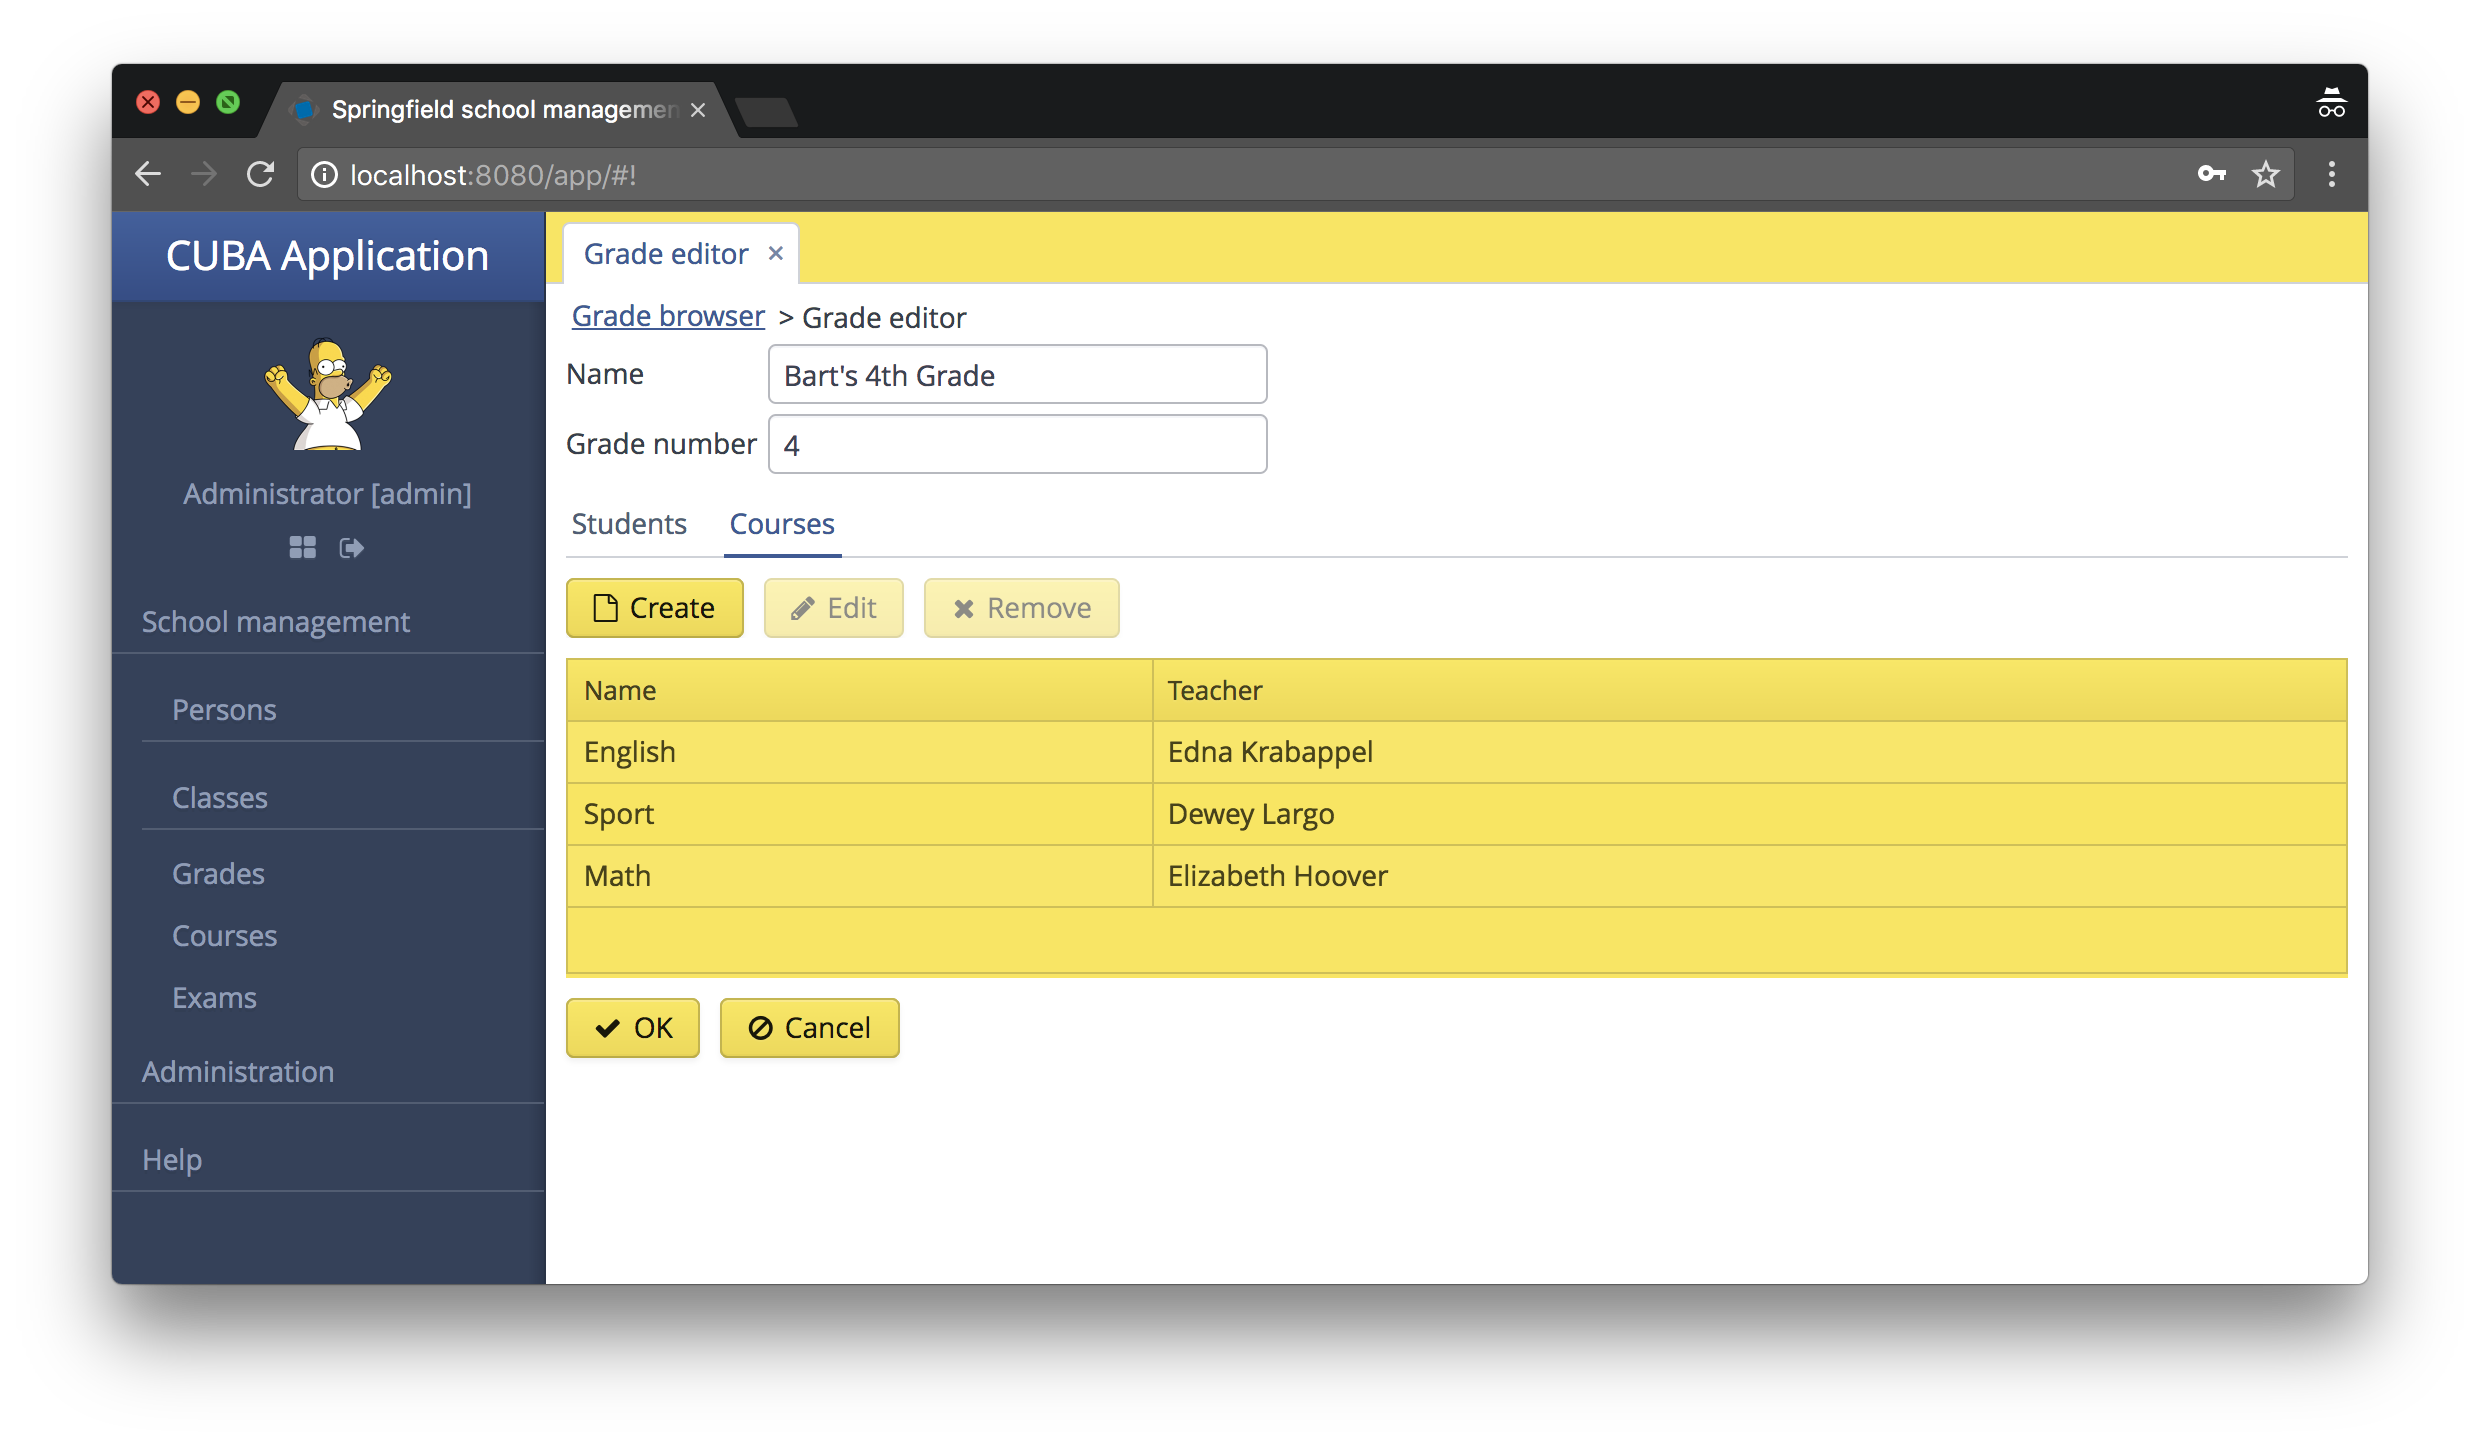 Springfield school managemen
localhost:8080/app/#!
CUBA Application
Administrator [admin]
School management
Persons
Classes
Grades
Courses
Exams
Administration
Help
Grade editor
Grade browser > Grade editor
Name Bart's 4th Grade
Grade number 4
Students Courses
Create Edit Remove
Name Teacher
English Edna Krabappel
Sport Dewey Largo
Math Elizabeth Hoover
OK Cancel